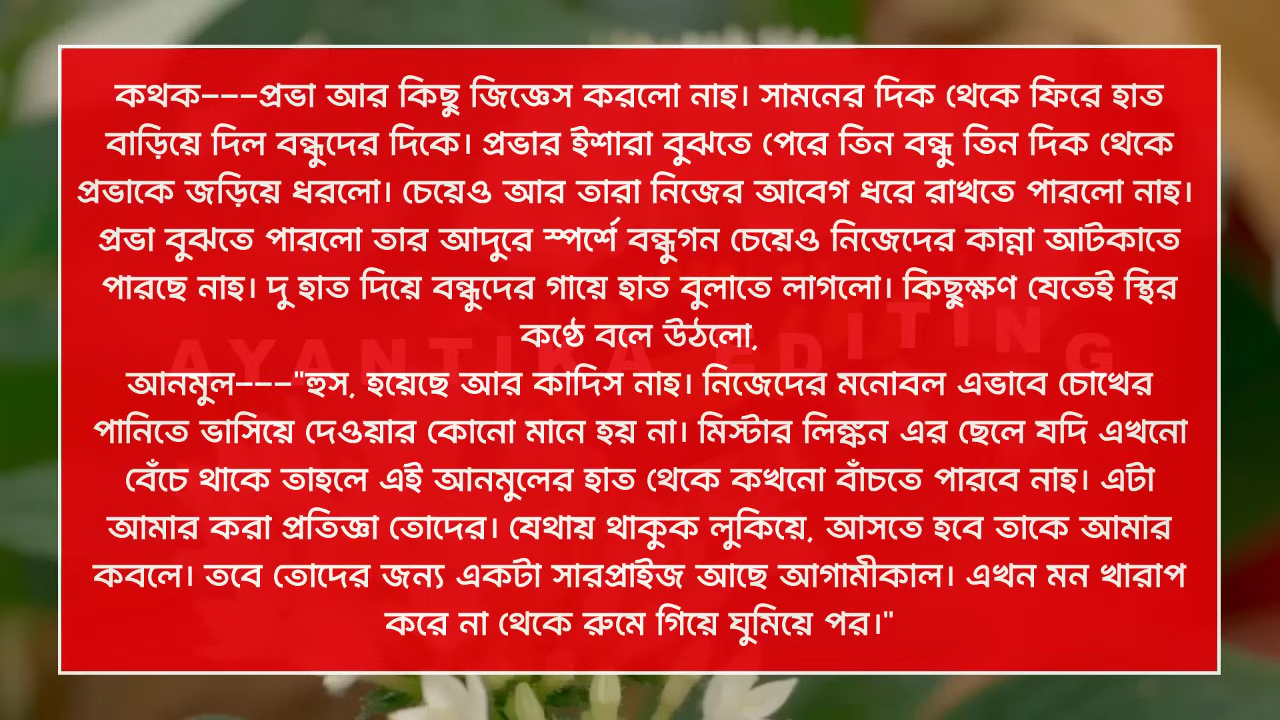 কথক---প্রভা আর কিছু জিজ্ঞেস করলো নাহ। সামনের দিক থেকে ফিরে হাত
বাড়িয়ে দিল বন্ধুদের দিকে। প্রভার ইশারা বুঝতে পেরে তিন বন্ধু তিন দিক থেকে
প্রভাকে জড়িয়ে ধরলো। চেয়েও আর তারা নিজের আবেগ ধরে রাখতে পারলো নাহ।
প্রভা বুঝতে পারলো তার আদুরে স্পর্শে বন্ধুগন চেয়েও নিজেদের কান্না আটকাতে
পারছে নাহ। দু হাত দিয়ে বন্ধুদের গায়ে হাত বুলাতে লাগলো। কিছুক্ষণ যেতেই স্থির
কণ্ঠে বলে উঠলো,
AYANTIKA EDITING
আনমুল---"হুস, হয়েছে আর কাদিস নাহ। নিজেদের মনোবল এভাবে চোখের
পানিতে ভাসিয়ে দেওয়ার কোনো মানে হয় না। মিস্টার লিঙ্কন এর ছেলে যদি এখনো
বেঁচে থাকে তাহলে এই আনমুলের হাত থেকে কখনো বাঁচতে পারবে নাহ। এটা
আমার করা প্রতিজ্ঞা তোদের। যেথায় থাকুক লুকিয়ে, আসতে হবে তাকে আমার
কবলে। তবে তোদের জন্য একটা সারপ্রাইজ আছে আগামীকাল। এখন মন খারাপ
করে না থেকে রুমে গিয়ে ঘুমিয়ে পর।"